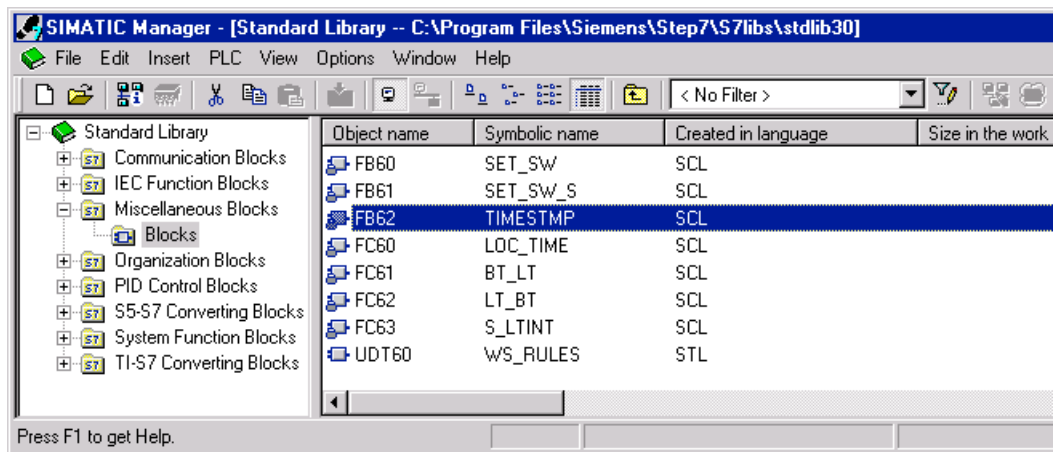 SIMATIC Manager - [Standard Library -- C:\Program Files\Siemens\Step7\S7libs\stdlib30]
File Edit Insert PLC View Options Window Help
< No Filter >
Standard Library
Communication Blocks
IEC Function Blocks
Miscellaneous Blocks
Blocks
Organization Blocks
PID Control Blocks
S5-S7 Converting Blocks
System Function Blocks
TI-S7 Converting Blocks
Object name Symbolic name Created in language Size in the work
FB60 SET_SW SCL
FB61 SET_SW_S SCL
FB62 TIMESTMP SCL
FC60 LOC_TIME SCL
FC61 BT_LT SCL
FC62 LT_BT SCL
FC63 S_LTINT SCL
UDT60 WS_RULES STL
Press F1 to get Help.